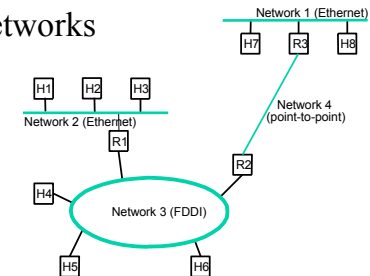 etworks
Network 1 (Ethernet)
H7 R3 H8
H1 H2 H3
Network 2 (Ethernet)
R1
Network 4
(point-to-point)
R2
H4
Network 3 (FDDI)
H5 H6